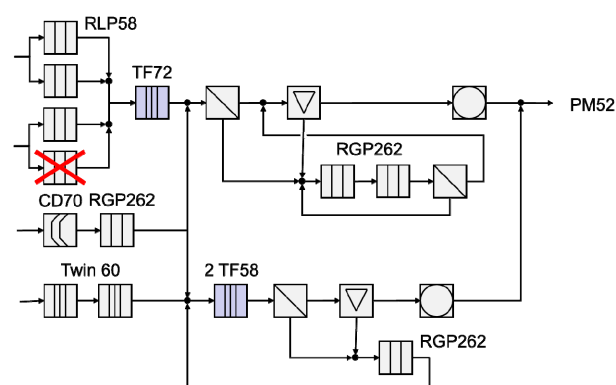 RLP58
TF72
PM52
RGP262
CD70 RGP262
Twin 60
2 TF58
RGP262